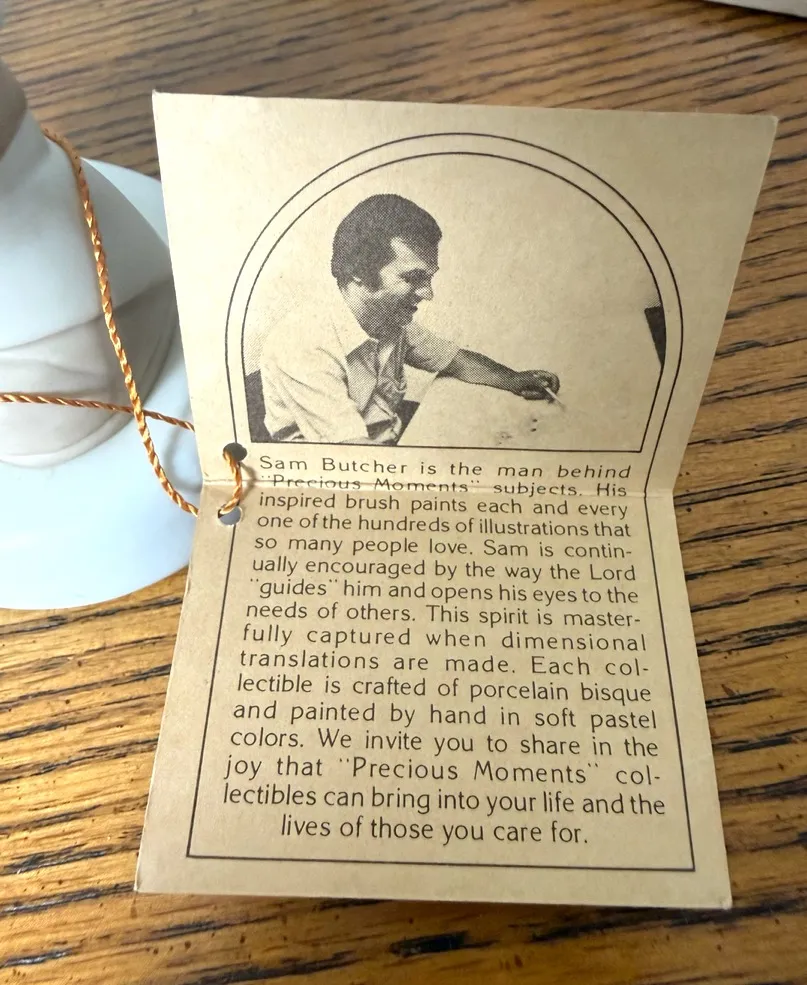 Sam Butcher is the man behind
"Precious Moments" subjects. His
inspired brush paints each and every
one of the hundreds of illustrations that
so many people love. Sam is contin-
ually encouraged by the way the Lord
"guides" him and opens his eyes to the
needs of others. This spirit is master-
fully captured when dimensional
translations are made. Each col-
lectible is crafted of porcelain bisque
and painted by hand in soft pastel
colors. We invite you to share in the
joy that "Precious Moments" col-
lectibles can bring into your life and the
lives of those you care for.